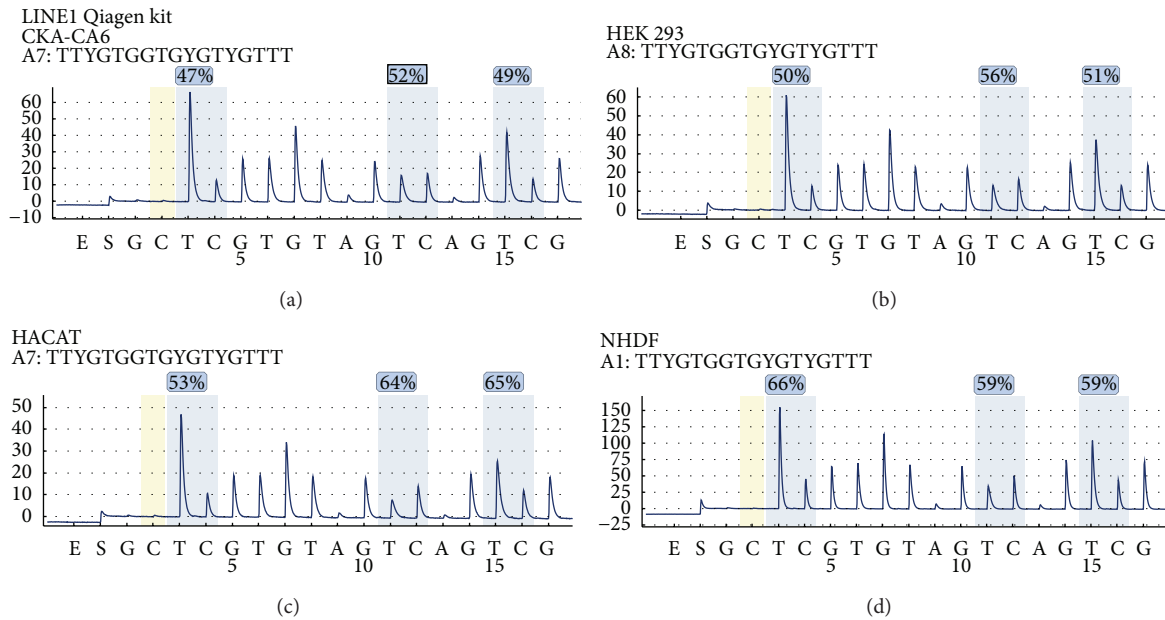 LINE1 Qiagen kit
CKA-CA6
A7: TTYGTGGTGYGTYGTTT
47% 52% 49%
60
50
40
30
20
10
0
−10
E S G C T C G T G T A G T C A G T C G
5 10 15
(a)
HEK 293
A8: TTYGTGGTGYGTYGTTT
50% 56% 51%
60
50
40
30
20
10
0
E S G C T C G T G T A G T C A G T C G
5 10 15
(b)
HACAT
A7: TTYGTGGTGYGTYGTTT
53% 64% 65%
50
40
30
20
10
0
E S G C T C G T G T A G T C A G T C G
5 10 15
(c)
NHDF
A1: TTYGTGGTGYGTYGTTT
66% 59% 59%
150
125
100
75
50
25
0
−25
E S G C T C G T G T A G T C A G T C G
5 10 15
(d)